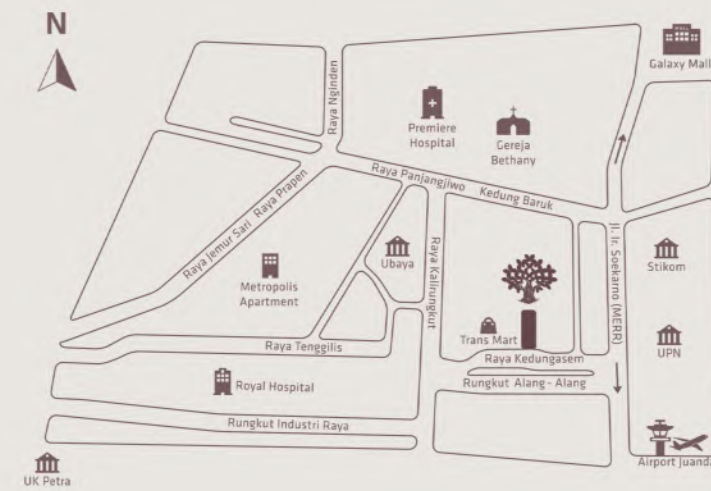 N
Galaxy Mall
Raya Nginden
Premiere
Hospital
Gereja
Bethany
Raya Panjangjiwo
Kedung Baruk
Raya Jemur Sari
Raya Prapen
Raya Kalirungkut
Ubaya
Jl. Ir. Soekarno (MERR)
Stikom
Metropolis
Apartment
Trans Mart
UPN
Raya Tenggilis
Raya Kedungasem
Royal Hospital
Rungkut Alang - Alang
Rungkut Industri Raya
UK Petra
Airport Juanda